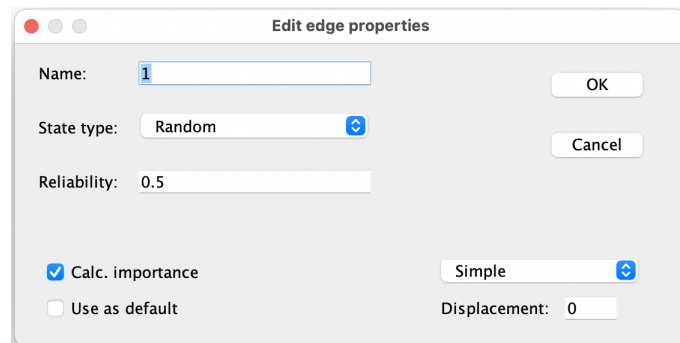 Edit edge properties
Name: 1
OK
State type: Random
Cancel
Reliability: 0.5
Calc. importance
Simple
Use as default
Displacement: 0